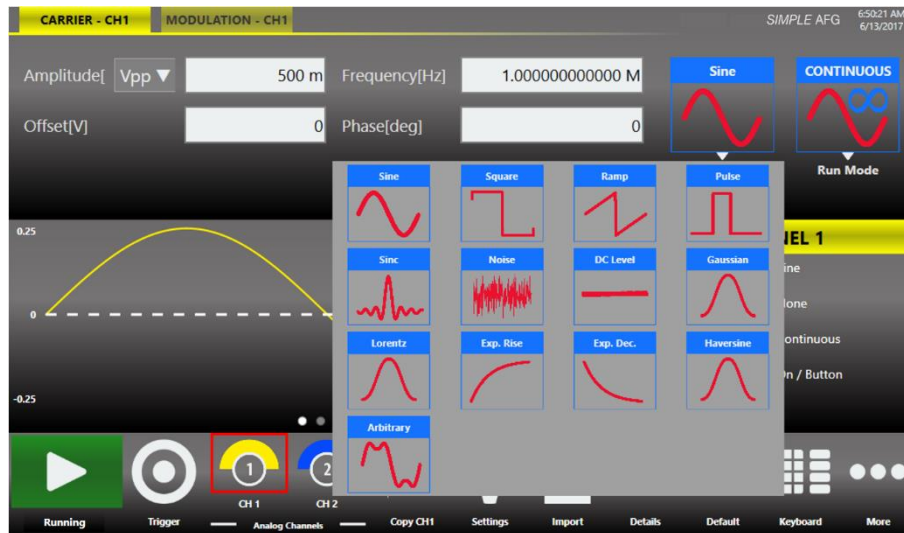 CARRIER - CH1 MODULATION - CH1 SIMPLE AFG 6:50:21 AM
6/13/2017
Amplitude[ Vpp ▼ 500 m Frequency[Hz] 1.000000000000 M Sine CONTINUOUS
Offset[V] 0 Phase[deg] 0
Run Mode
Sine Square Ramp Pulse
Sinc Noise DC Level Gaussian
Lorentz Exp. Rise Exp. Dec. Haversine
Arbitrary
0.25
0
-0.25
NEL 1
ine
lone
ontinuous
n / Button
1 2
CH 1 CH 2
Running Trigger Analog Channels Copy CH1 Settings Import Details Default Keyboard More